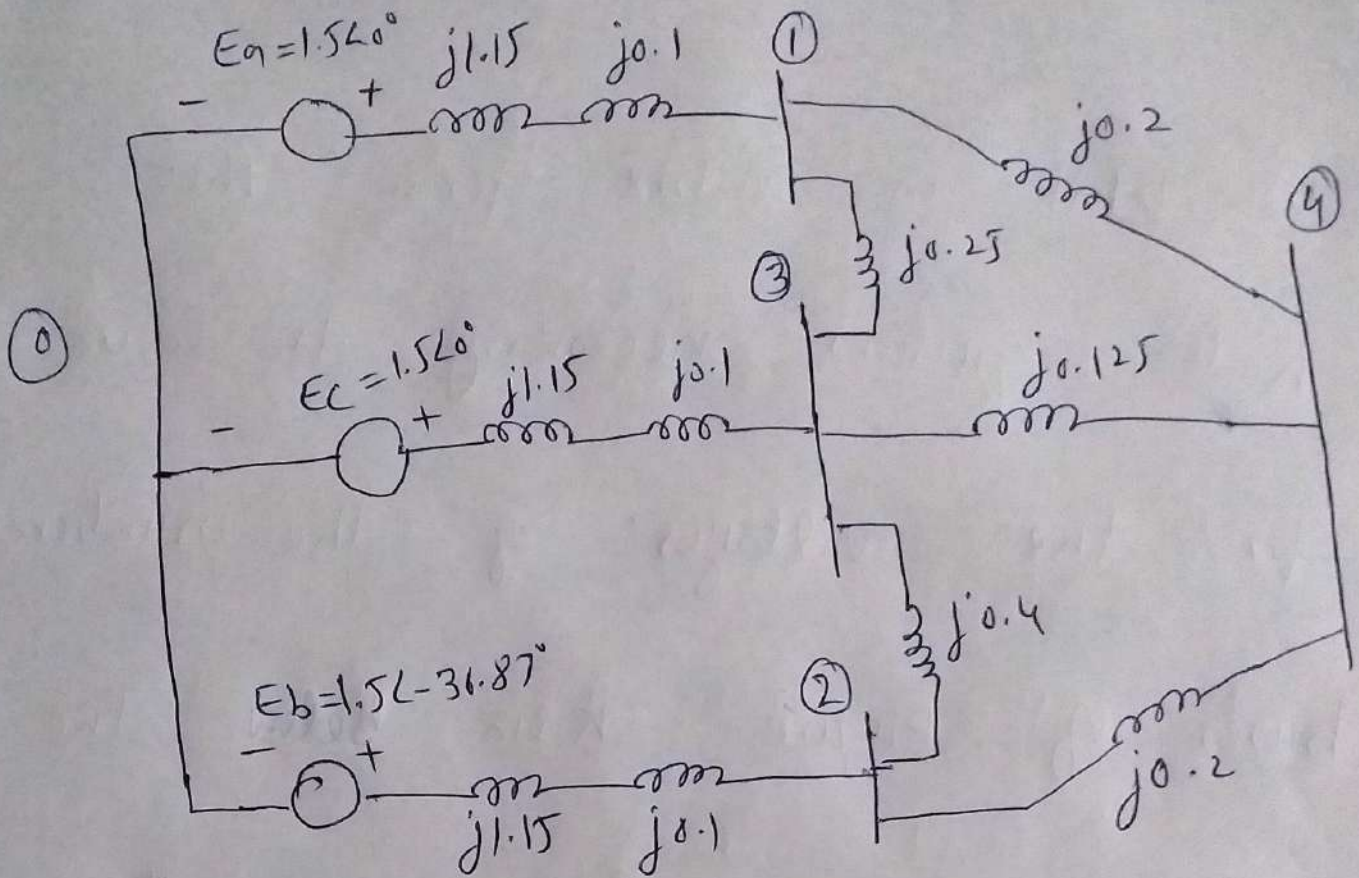 Ea = 1.5∠0° j1.15 j0.1 ①
- +
j0.2
④
j0.25
③
⓪
Ec = 1.5∠0° j1.15 j0.1 j0.125
- +
j0.4
Eb = 1.5∠-36.87° ②
- +
j1.15 j0.1
j0.2